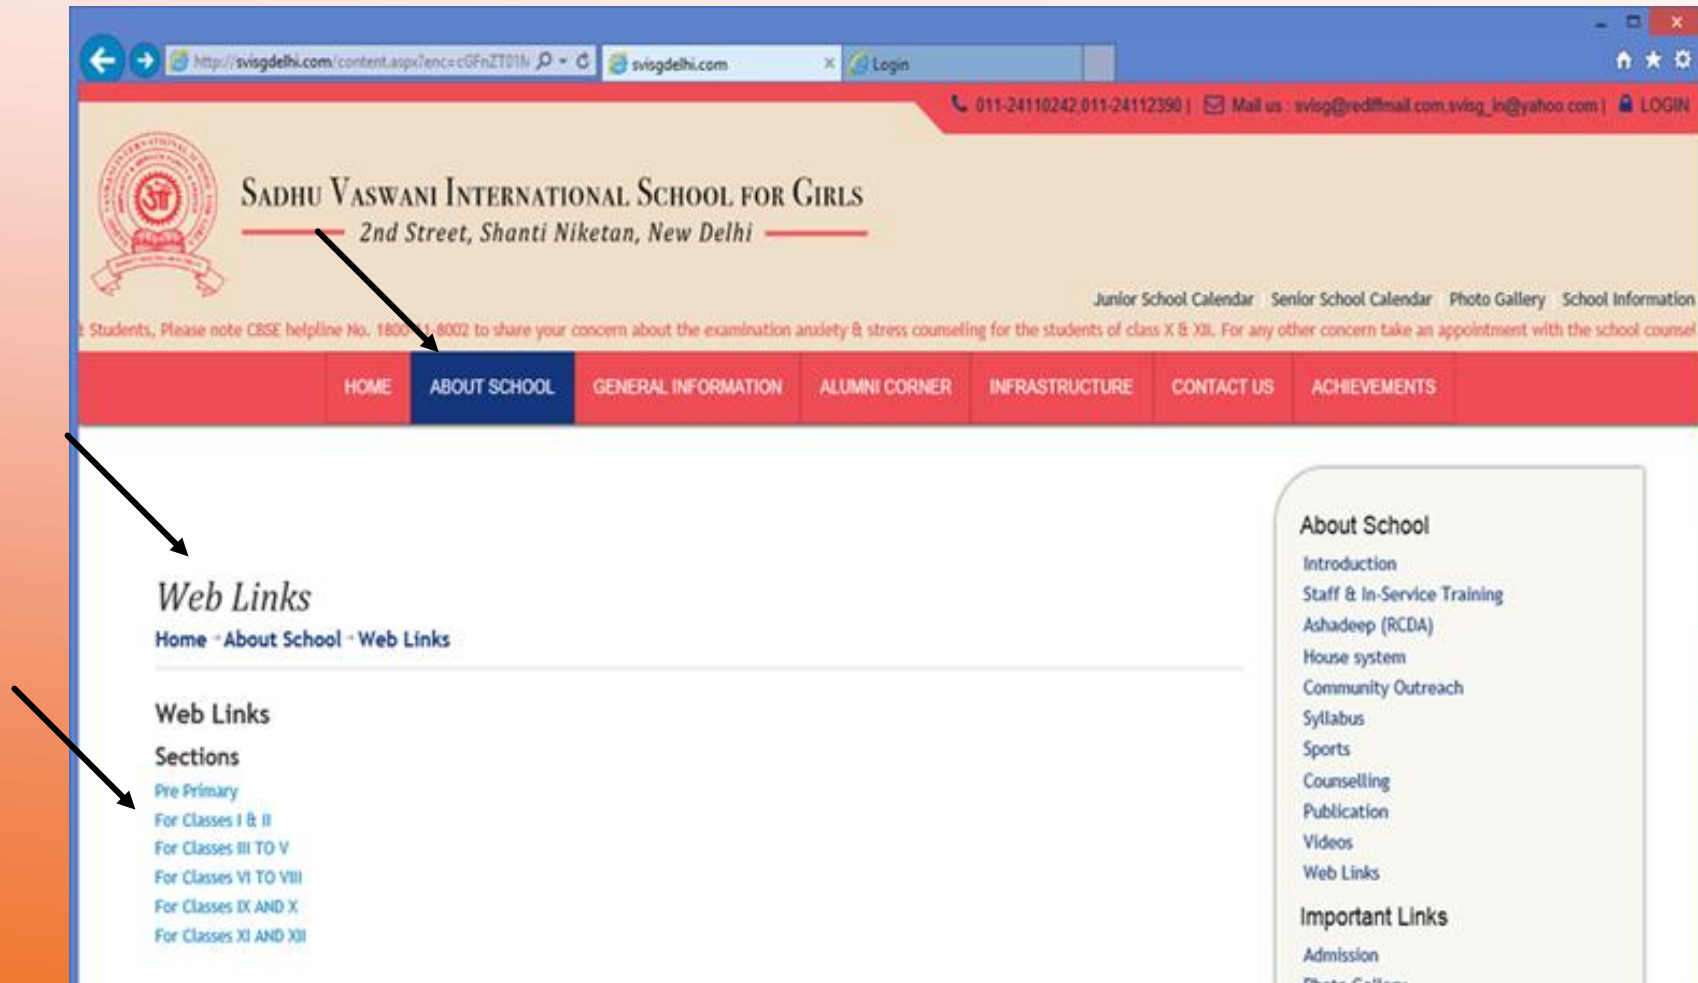 http://svisgdelhi.com/content.aspx?enc=cGFnZT01N
svisgdelhi.com
Login
011-24110242,011-24112390 | Mail us : svisg@rediffmail.com,svisg_in@yahoo.com | LOGIN
SADHU VASWANI INTERNATIONAL SCHOOL FOR GIRLS
2nd Street, Shanti Niketan, New Delhi
Junior School Calendar Senior School Calendar Photo Gallery School Information
& Students, Please note CBSE helpline No. 1800-11-8002 to share your concern about the examination anxiety & stress counseling for the students of class X & XII. For any other concern take an appointment with the school counsel
HOME ABOUT SCHOOL GENERAL INFORMATION ALUMNI CORNER INFRASTRUCTURE CONTACT US ACHIEVEMENTS
Web Links
Home About School Web Links
Web Links
Sections
Pre Primary
For Classes I & II
For Classes III TO V
For Classes VI TO VIII
For Classes IX AND X
For Classes XI AND XII
About School
Introduction
Staff & In-Service Training
Ashadeep (RCDA)
House system
Community Outreach
Syllabus
Sports
Counselling
Publication
Videos
Web Links
Important Links
Admission
Photo Gallery